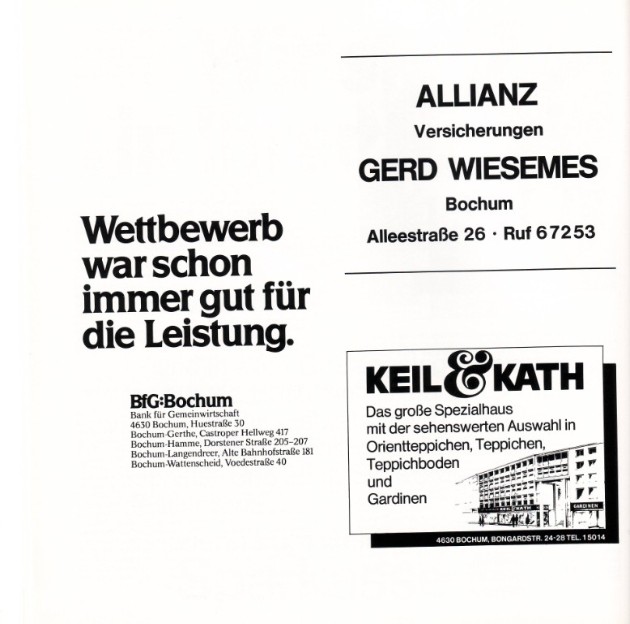 Wettbewerb
war schon
immer gut für
die Leistung.
BfG:Bochum
Bank für Gemeinwirtschaft
4630 Bochum, Huestraße 30
Bochum-Gerthe, Castroper Hellweg 417
Bochum-Hamme, Dorstener Straße 205-207
Bochum-Langendreer, Alte Bahnhofstraße 181
Bochum-Wattenscheid, Voedestraße 40
ALLIANZ
Versicherungen
GERD WIESEMES
Bochum
Alleestraße 26 · Ruf 67253
KEIL & KATH
Das große Spezialhaus
mit der sehenswerten Auswahl in
Orientteppichen, Teppichen,
Teppichboden
und
Gardinen
KEIL & KATH
GARDINEN
4630 BOCHUM, BONGARDSTR. 24-28 TEL. 15014